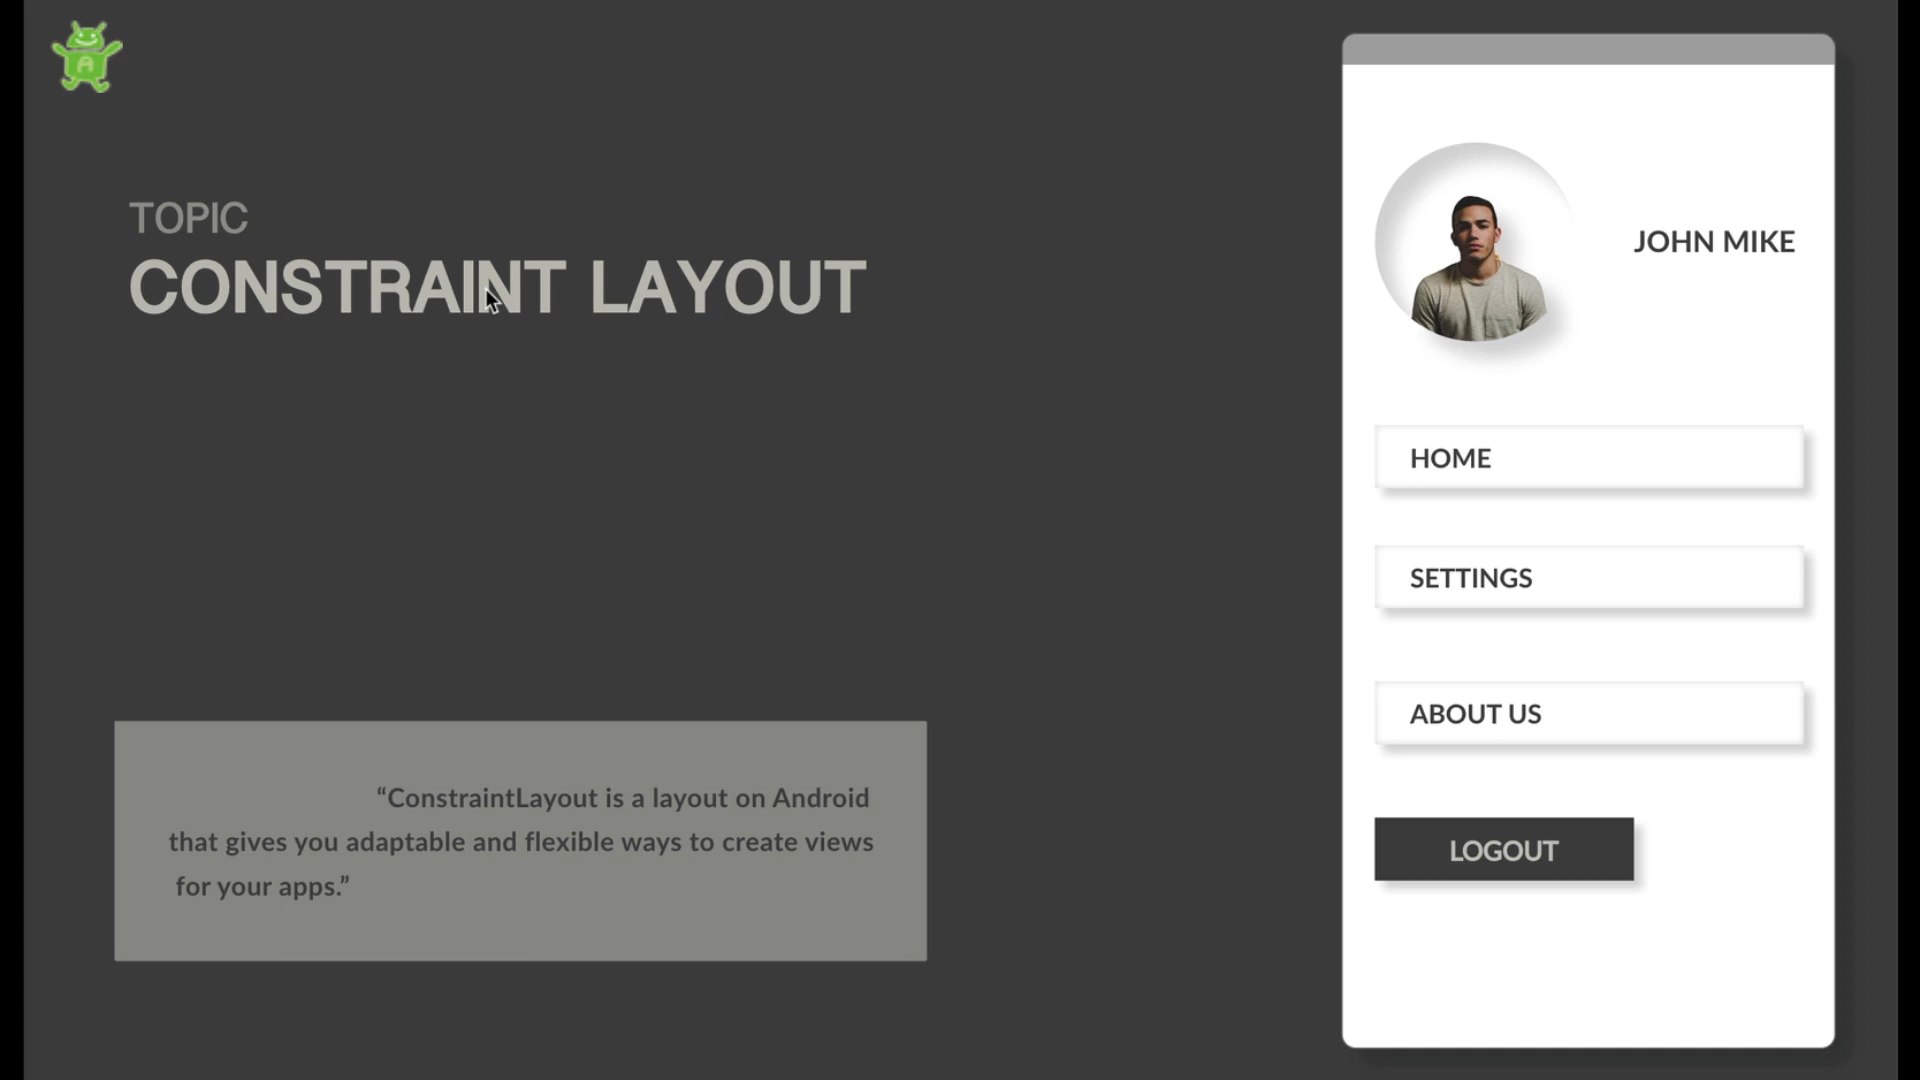 TOPIC
CONSTRAINT LAYOUT
“ConstraintLayout is a layout on Android
that gives you adaptable and flexible ways to create views
for your apps.”
JOHN MIKE
HOME
SETTINGS
ABOUT US
LOGOUT
A